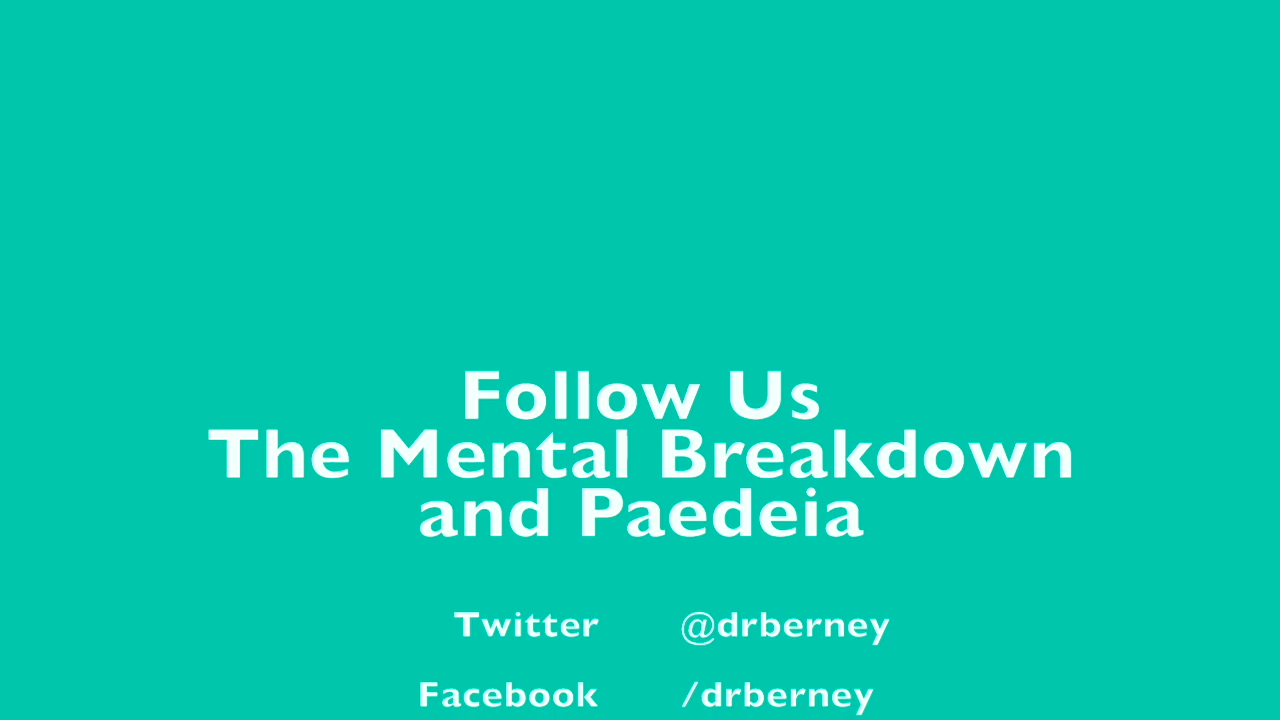 Follow Us
The Mental Breakdown
and Paedeia
Twitter @drberney
Facebook /drberney